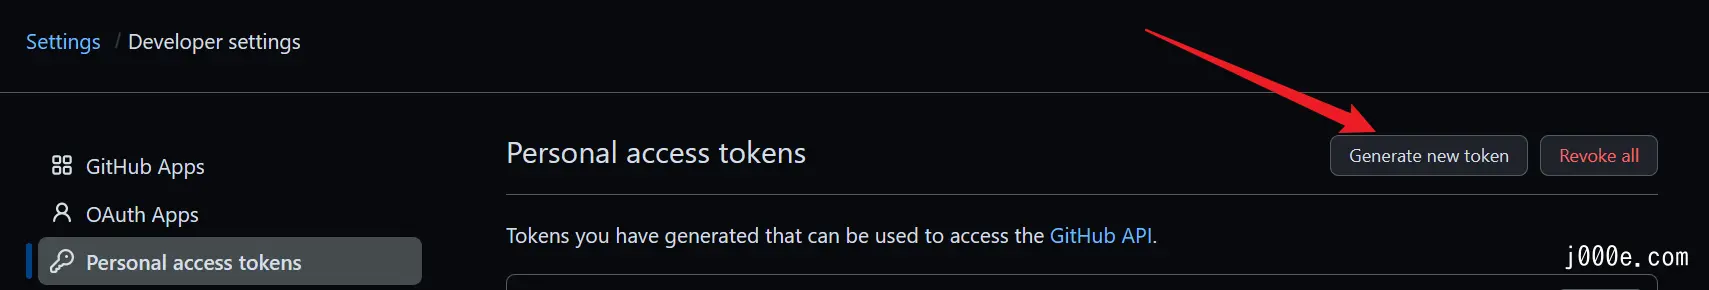 Settings / Developer settings
GitHub Apps
OAuth Apps
Personal access tokens
Personal access tokens
Generate new token
Revoke all
Tokens you have generated that can be used to access the GitHub API.
j000e.com